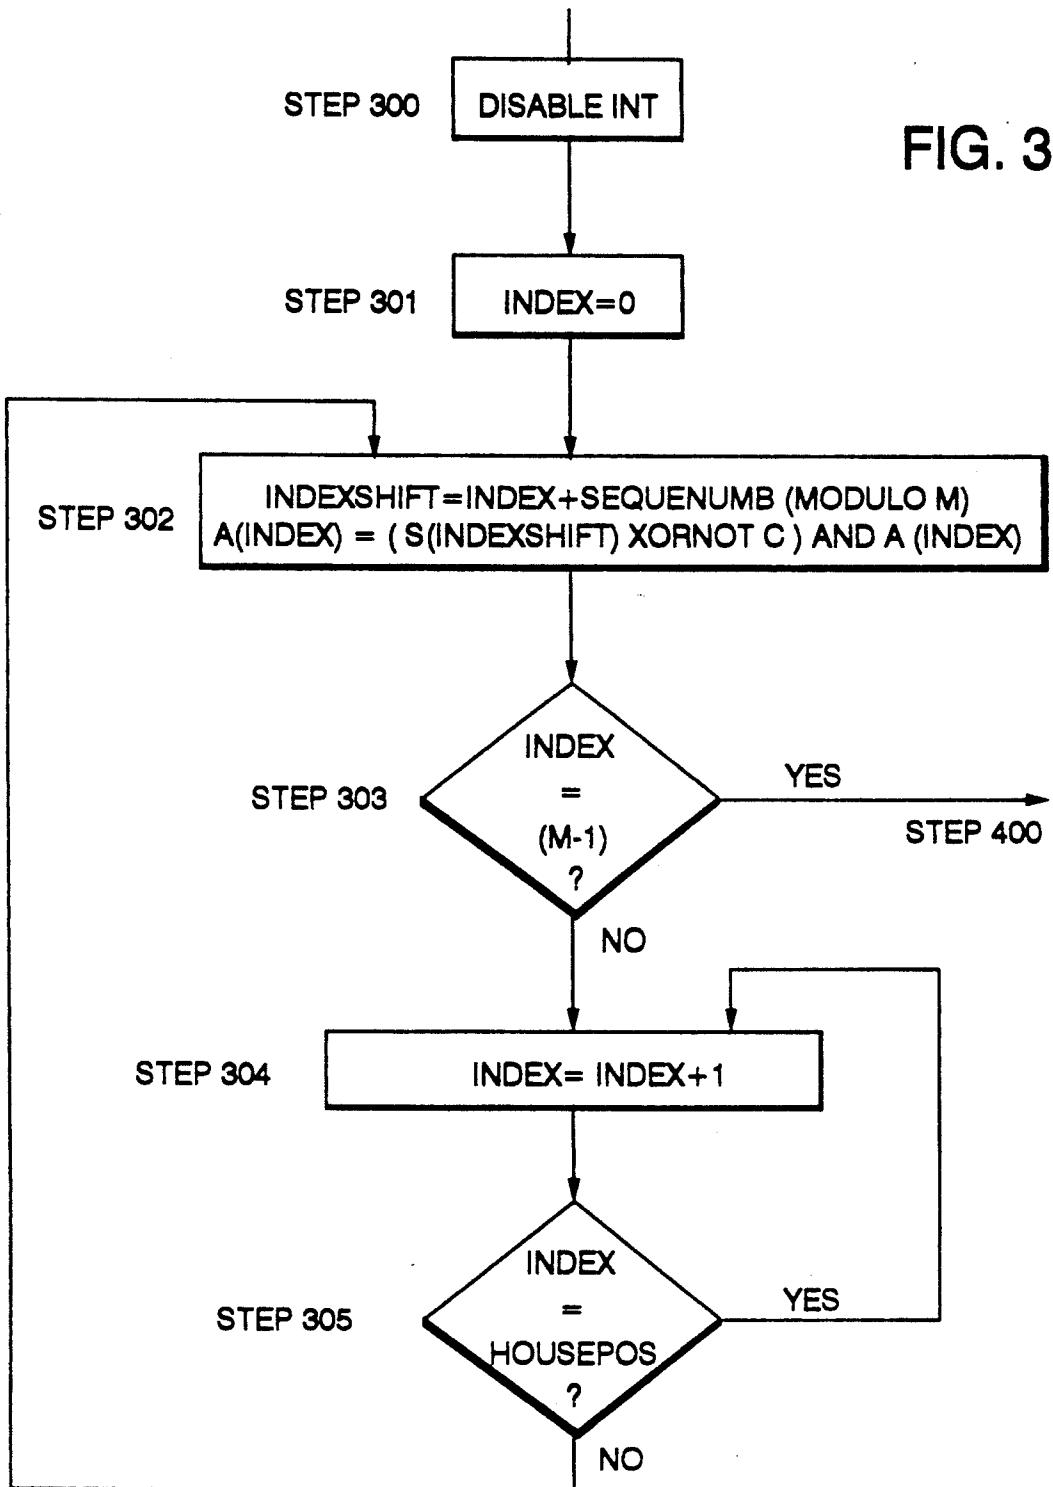 STEP 300
DISABLE INT
FIG. 3
STEP 301
INDEX=0
STEP 302
INDEXSHIFT=INDEX+SEQUENUMB (MODULO M)
A(INDEX) = ( S(INDEXSHIFT) XORNOT C ) AND A (INDEX)
STEP 303
INDEX
=
(M-1)
?
YES
STEP 400
NO
STEP 304
INDEX= INDEX+1
STEP 305
INDEX
=
HOUSEPOS
?
YES
NO